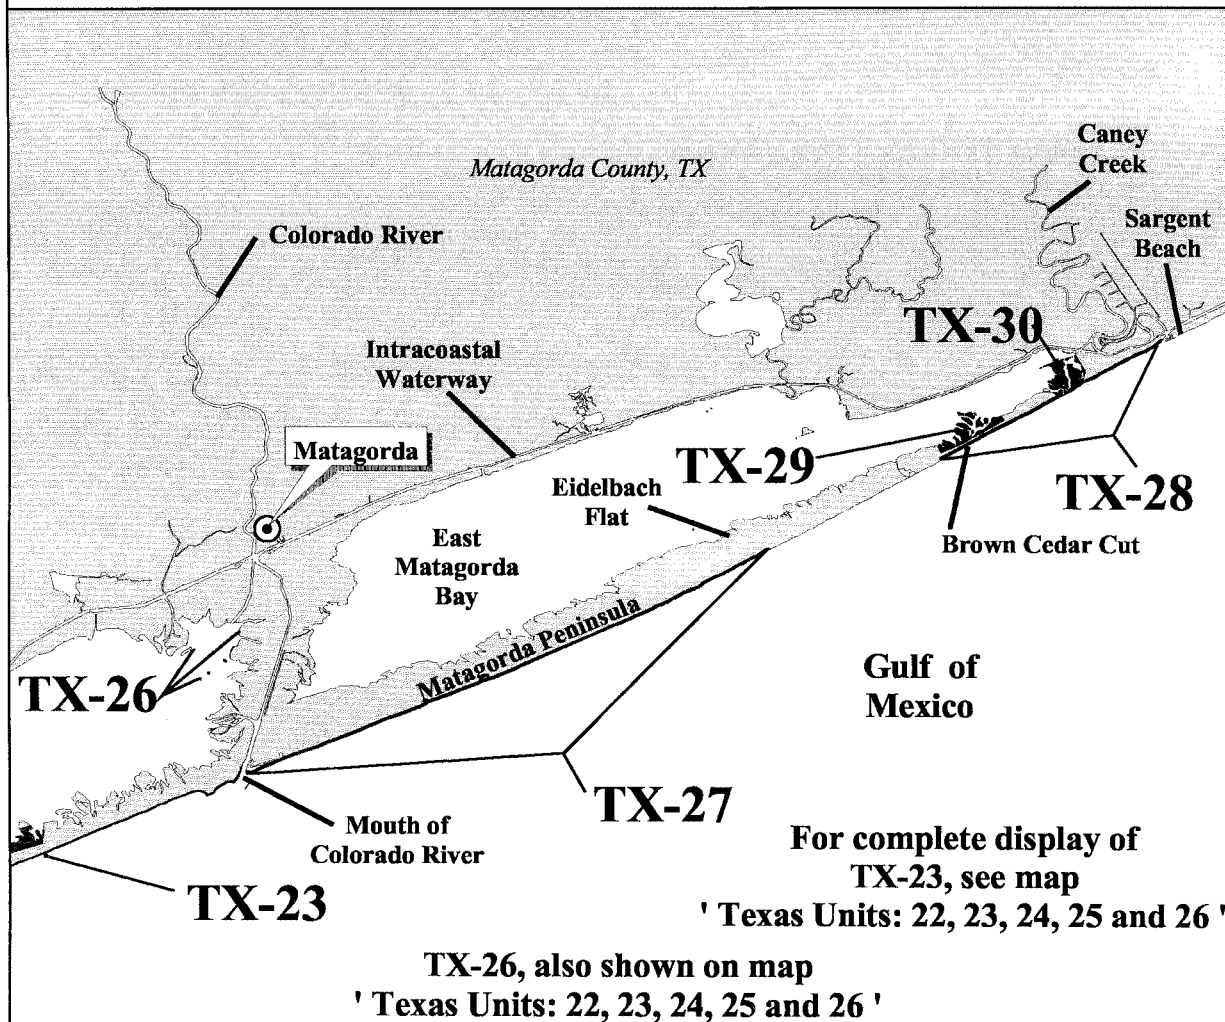 Caney
Creek
Matagorda County, TX
Sargent
Beach
Colorado River
TX-30
Intracoastal
Waterway
Matagorda
TX-29
Eidelbach
Flat
TX-28
East
Matagorda
Bay
Brown Cedar Cut
Matagorda Peninsula
Gulf of
Mexico
TX-26
TX-27
Mouth of
Colorado River
TX-23
For complete display of
TX-23, see map
' Texas Units: 22, 23, 24, 25 and 26 '
TX-26, also shown on map
' Texas Units: 22, 23, 24, 25 and 26 '